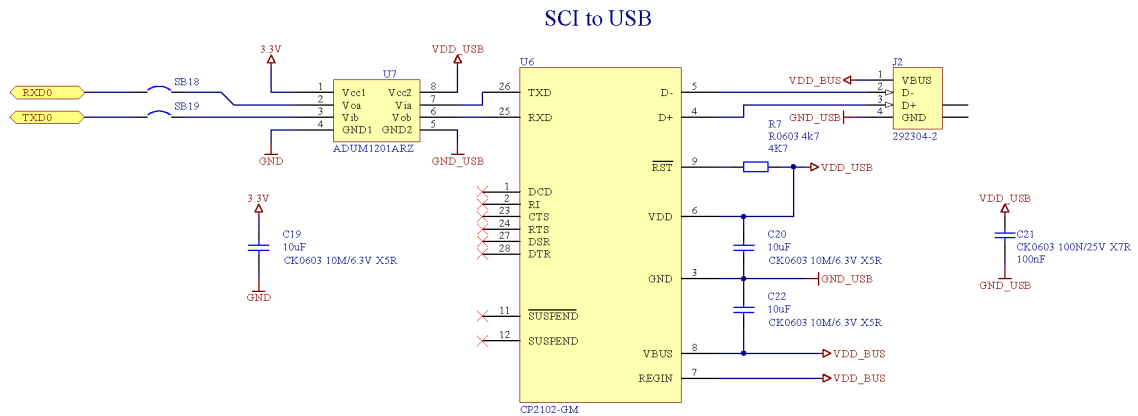 SCI to USB
3.3V
VDD_USB
U7
U6
J2
RXD0
SB18
1 Vcc1 Vcc2 8
26 TXD
D- 5
VDD_BUS
1 VBUS
2 D-
TXD0
SB19
2 Voa Via 7
3 Vib Vob 6
25 RXD
D+ 4
3 D+
4 GND1 GND2 5
GND_USB
4 GND
GND
ADUM1201ARZ
GND_USB
R7
R0603 4k7
4K7
292304-2
RST 9
VDD_USB
1 DCD
2 RI
23 CTS
24 RTS
27 DSR
28 DTR
VDD 6
3.3V
C19
10uF
CK0603 10M/6.3V X5R
GND
C20
10uF
CK0603 10M/6.3V X5R
VDD_USB
C21
CK0603 100N/25V X7R
100nF
GND_USB
GND 3
GND_USB
C22
10uF
CK0603 10M/6.3V X5R
11 SUSPEND
12 SUSPEND
VBUS 8
VDD_BUS
REGIN 7
VDD_BUS
CP2102-GM